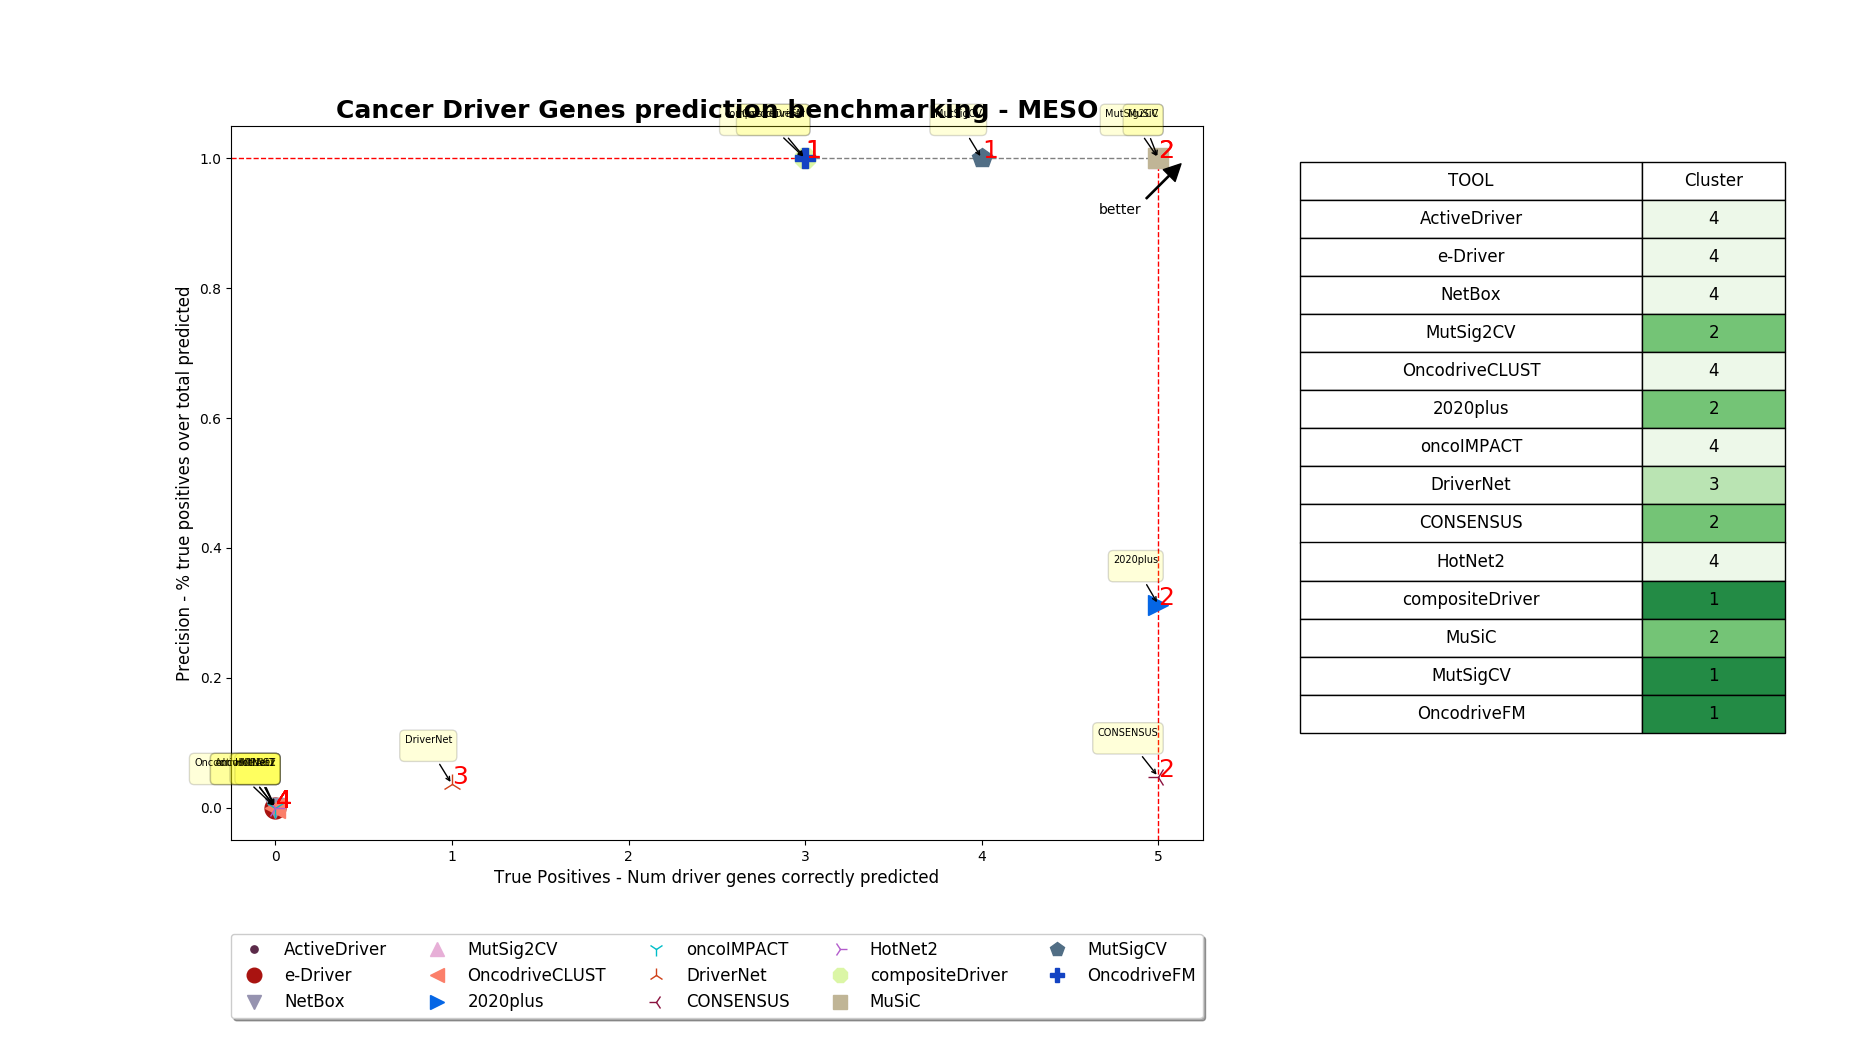 Cancer Driver Genes prediction benchmarking - MESO
MutSigCV
MuSiC
1
1
2
1.0
better
0.8
0.6
0.4
0.2
0.0
Precision - % true positives over total predicted
2020plus
2
CONSENSUS
2
DriverNet
3
4
0
1
2
3
4
5
True Positives - Num driver genes correctly predicted
TOOL Cluster
ActiveDriver 4
e-Driver 4
NetBox 4
MutSig2CV 2
OncodriveCLUST 4
2020plus 2
oncoIMPACT 4
DriverNet 3
CONSENSUS 2
HotNet2 4
compositeDriver 1
MuSiC 2
MutSigCV 1
OncodriveFM 1
ActiveDriver
e-Driver
NetBox
MutSig2CV
OncodriveCLUST
2020plus
oncoIMPACT
DriverNet
CONSENSUS
HotNet2
compositeDriver
MuSiC
MutSigCV
OncodriveFM